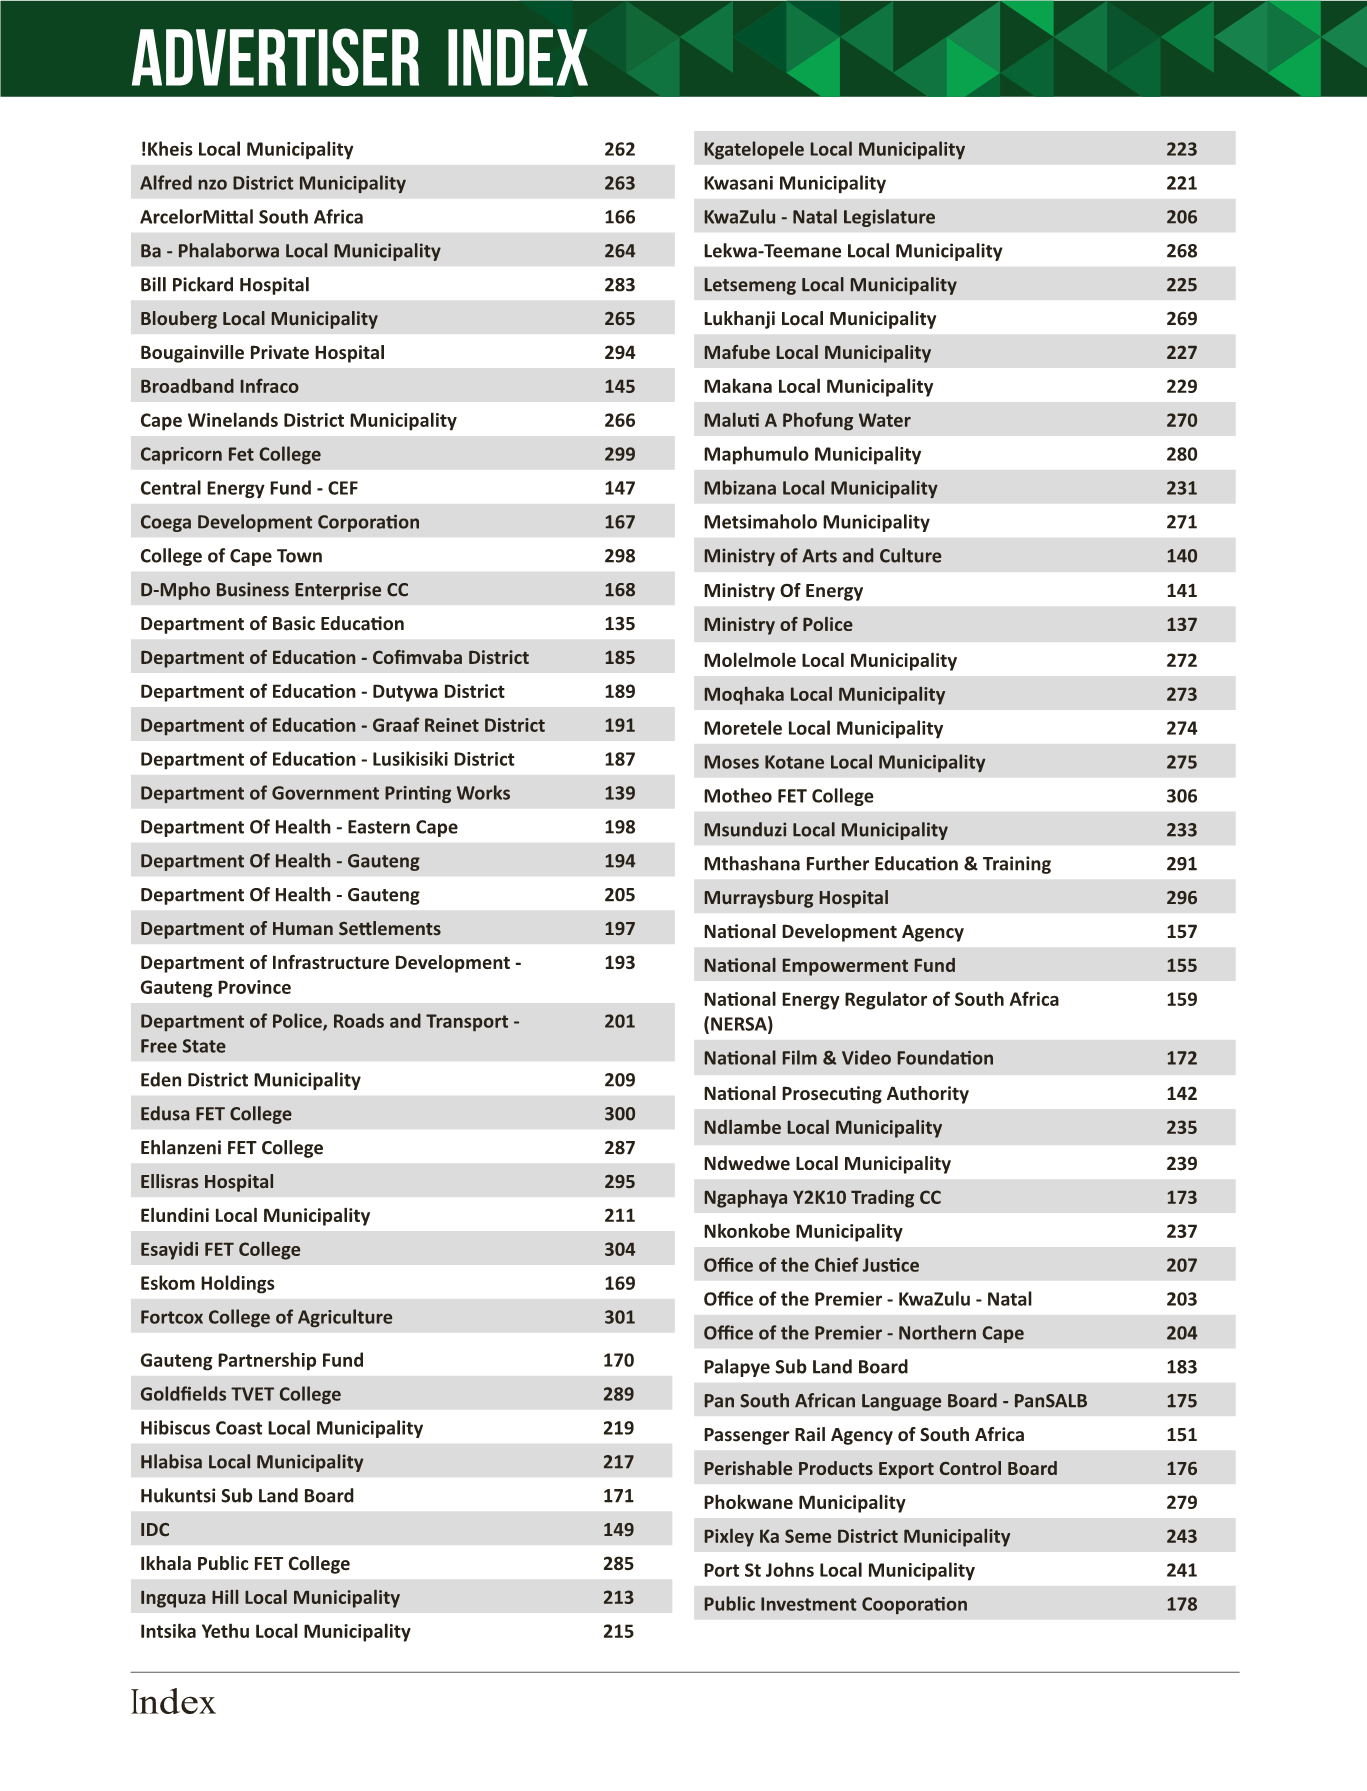 ADVERTISER INDEX
!Kheis Local Municipality 262
Alfred nzo District Municipality 263
ArcelorMittal South Africa 166
Ba - Phalaborwa Local Municipality 264
Bill Pickard Hospital 283
Blouberg Local Municipality 265
Bougainville Private Hospital 294
Broadband Infraco 145
Cape Winelands District Municipality 266
Capricorn Fet College 299
Central Energy Fund - CEF 147
Coega Development Corporation 167
College of Cape Town 298
D-Mpho Business Enterprise CC 168
Department of Basic Education 135
Department of Education - Cofimvaba District 185
Department of Education - Dutywa District 189
Department of Education - Graaf Reinet District 191
Department of Education - Lusikisiki District 187
Department of Government Printing Works 139
Department Of Health - Eastern Cape 198
Department Of Health - Gauteng 194
Department Of Health - Gauteng 205
Department of Human Settlements 197
Department of Infrastructure Development - 193
Gauteng Province
Department of Police, Roads and Transport - 201
Free State
Eden District Municipality 209
Edusa FET College 300
Ehlanzeni FET College 287
Ellisras Hospital 295
Elundini Local Municipality 211
Esayidi FET College 304
Eskom Holdings 169
Fortcox College of Agriculture 301
Gauteng Partnership Fund 170
Goldfields TVET College 289
Hibiscus Coast Local Municipality 219
Hlabisa Local Municipality 217
Hukuntsi Sub Land Board 171
IDC 149
Ikhala Public FET College 285
Ingquza Hill Local Municipality 213
Intsika Yethu Local Municipality 215
Kgatelopele Local Municipality 223
Kwasani Municipality 221
KwaZulu - Natal Legislature 206
Lekwa-Teemane Local Municipality 268
Letsemeng Local Municipality 225
Lukhanji Local Municipality 269
Mafube Local Municipality 227
Makana Local Municipality 229
Maluti A Phofung Water 270
Maphumulo Municipality 280
Mbizana Local Municipality 231
Metsimaholo Municipality 271
Ministry of Arts and Culture 140
Ministry Of Energy 141
Ministry of Police 137
Molelmole Local Municipality 272
Moqhaka Local Municipality 273
Moretele Local Municipality 274
Moses Kotane Local Municipality 275
Motheo FET College 306
Msunduzi Local Municipality 233
Mthashana Further Education & Training 291
Murraysburg Hospital 296
National Development Agency 157
National Empowerment Fund 155
National Energy Regulator of South Africa 159
(NERSA)
National Film & Video Foundation 172
National Prosecuting Authority 142
Ndlambe Local Municipality 235
Ndwedwe Local Municipality 239
Ngaphaya Y2K10 Trading CC 173
Nkonkobe Municipality 237
Office of the Chief Justice 207
Office of the Premier - KwaZulu - Natal 203
Office of the Premier - Northern Cape 204
Palapye Sub Land Board 183
Pan South African Language Board - PanSALB 175
Passenger Rail Agency of South Africa 151
Perishable Products Export Control Board 176
Phokwane Municipality 279
Pixley Ka Seme District Municipality 243
Port St Johns Local Municipality 241
Public Investment Cooporation 178
Index